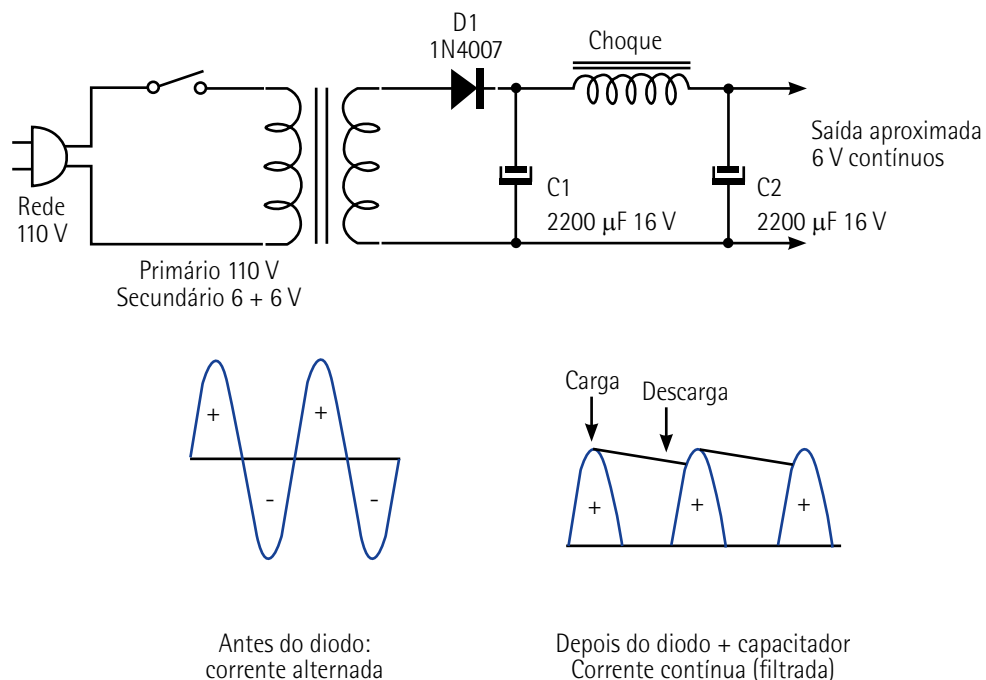 D1
1N4007
Choque
Rede
110 V
C1
2200 μF 16 V
C2
2200 μF 16 V
Saída aproximada
6 V contínuos
Primário 110 V
Secundário 6 + 6 V
+
+
-
-
Carga
Descarga
+
+
+
Antes do diodo:
corrente alternada
Depois do diodo + capacitador
Corrente contínua (filtrada)